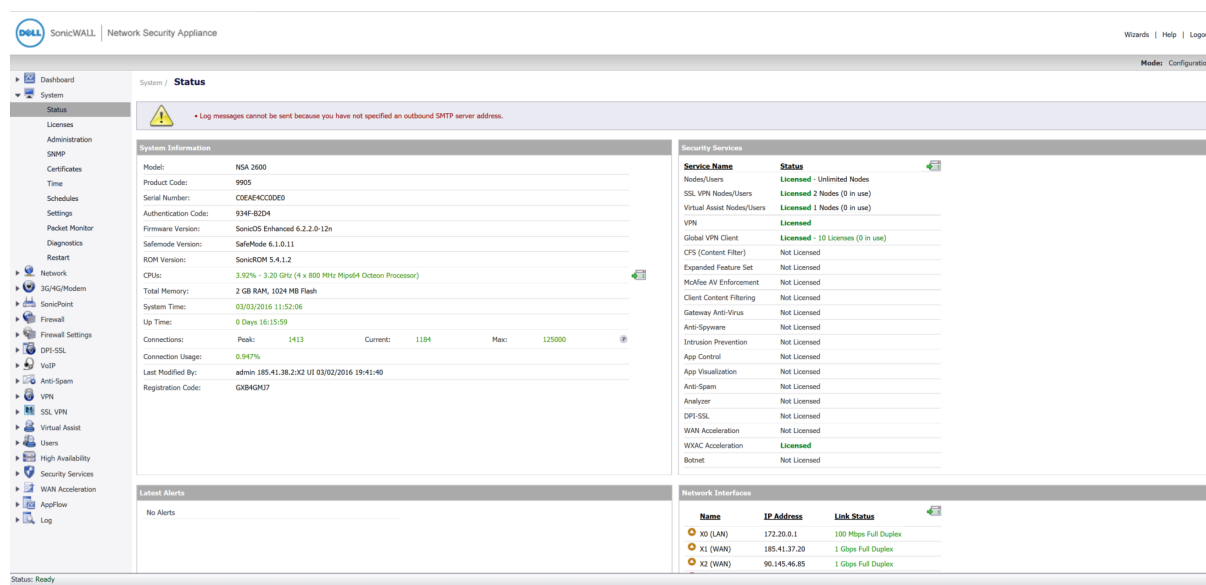 DELL SonicWALL | Network Security Appliance
Wizards | Help | Logou
Mode: Configuratio
Dashboard
System
Status
Licenses
Administration
SNMP
Certificates
Time
Schedules
Settings
Packet Monitor
Diagnostics
Restart
Network
3G/4G/Modem
SonicPoint
Firewall
Firewall Settings
DPI-SSL
VoIP
Anti-Spam
VPN
SSL VPN
Virtual Assist
Users
High Availability
Security Services
WAN Acceleration
AppFlow
Log
System / Status
• Log messages cannot be sent because you have not specified an outbound SMTP server address.
System Information
Model: NSA 2600
Product Code: 9905
Serial Number: C0EAE4CC0DE0
Authentication Code: 934F-B2D4
Firmware Version: SonicOS Enhanced 6.2.2.0-12n
Safemode Version: SafeMode 6.1.0.11
ROM Version: SonicROM 5.4.1.2
CPUs: 3.92% - 3.20 GHz (4 x 800 MHz Mips64 Octeon Processor)
Total Memory: 2 GB RAM, 1024 MB Flash
System Time: 03/03/2016 11:52:06
Up Time: 0 Days 16:15:59
Connections: Peak: 1413 Current: 1184 Max: 125000
Connection Usage: 0.947%
Last Modified By: admin 185.41.38.2:X2 UI 03/02/2016 19:41:40
Registration Code: GXB4GMJ7
Security Services
Service Name Status
Nodes/Users Licensed - Unlimited Nodes
SSL VPN Nodes/Users Licensed 2 Nodes (0 in use)
Virtual Assist Nodes/Users Licensed 1 Nodes (0 in use)
VPN Licensed
Global VPN Client Licensed - 10 Licenses (0 in use)
CFS (Content Filter) Not Licensed
Expanded Feature Set Not Licensed
McAfee AV Enforcement Not Licensed
Client Content Filtering Not Licensed
Gateway Anti-Virus Not Licensed
Anti-Spyware Not Licensed
Intrusion Prevention Not Licensed
App Control Not Licensed
App Visualization Not Licensed
Anti-Spam Not Licensed
Analyzer Not Licensed
DPI-SSL Not Licensed
WAN Acceleration Not Licensed
WXAC Acceleration Licensed
Botnet Not Licensed
Latest Alerts
No Alerts
Network Interfaces
Name IP Address Link Status
X0 (LAN) 172.20.0.1 100 Mbps Full Duplex
X1 (WAN) 185.41.37.20 1 Gbps Full Duplex
X2 (WAN) 90.145.46.85 1 Gbps Full Duplex
Status: Ready